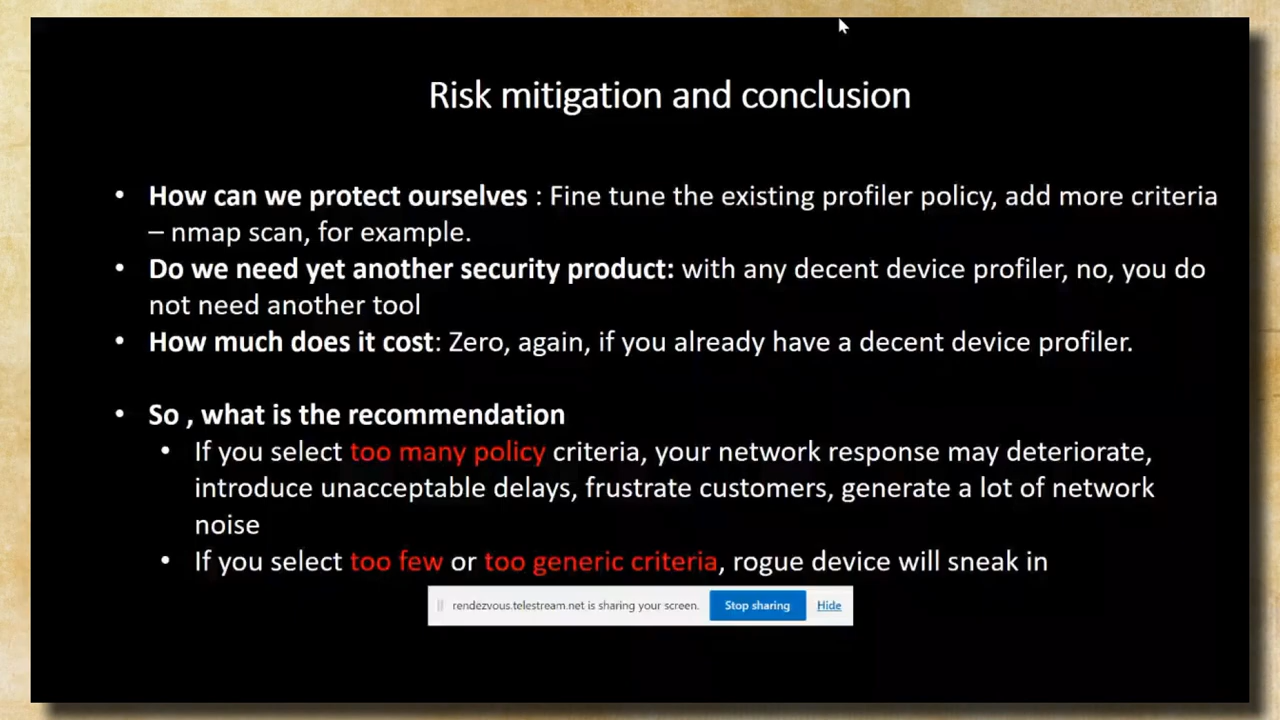 Risk mitigation and conclusion
• How can we protect ourselves : Fine tune the existing profiler policy, add more criteria
– nmap scan, for example.
• Do we need yet another security product: with any decent device profiler, no, you do
not need another tool
• How much does it cost: Zero, again, if you already have a decent device profiler.
• So , what is the recommendation
• If you select too many policy criteria, your network response may deteriorate,
introduce unacceptable delays, frustrate customers, generate a lot of network
noise
• If you select too few or too generic criteria, rogue device will sneak in
rendezvous.telestream.net is sharing your screen. Stop sharing Hide